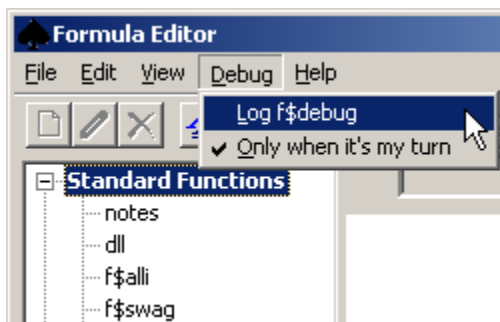 Formula Editor
File Edit View Debug Help
Log f$debug
Only when it's my turn
Standard Functions
notes
dll
f$alli
f$swag